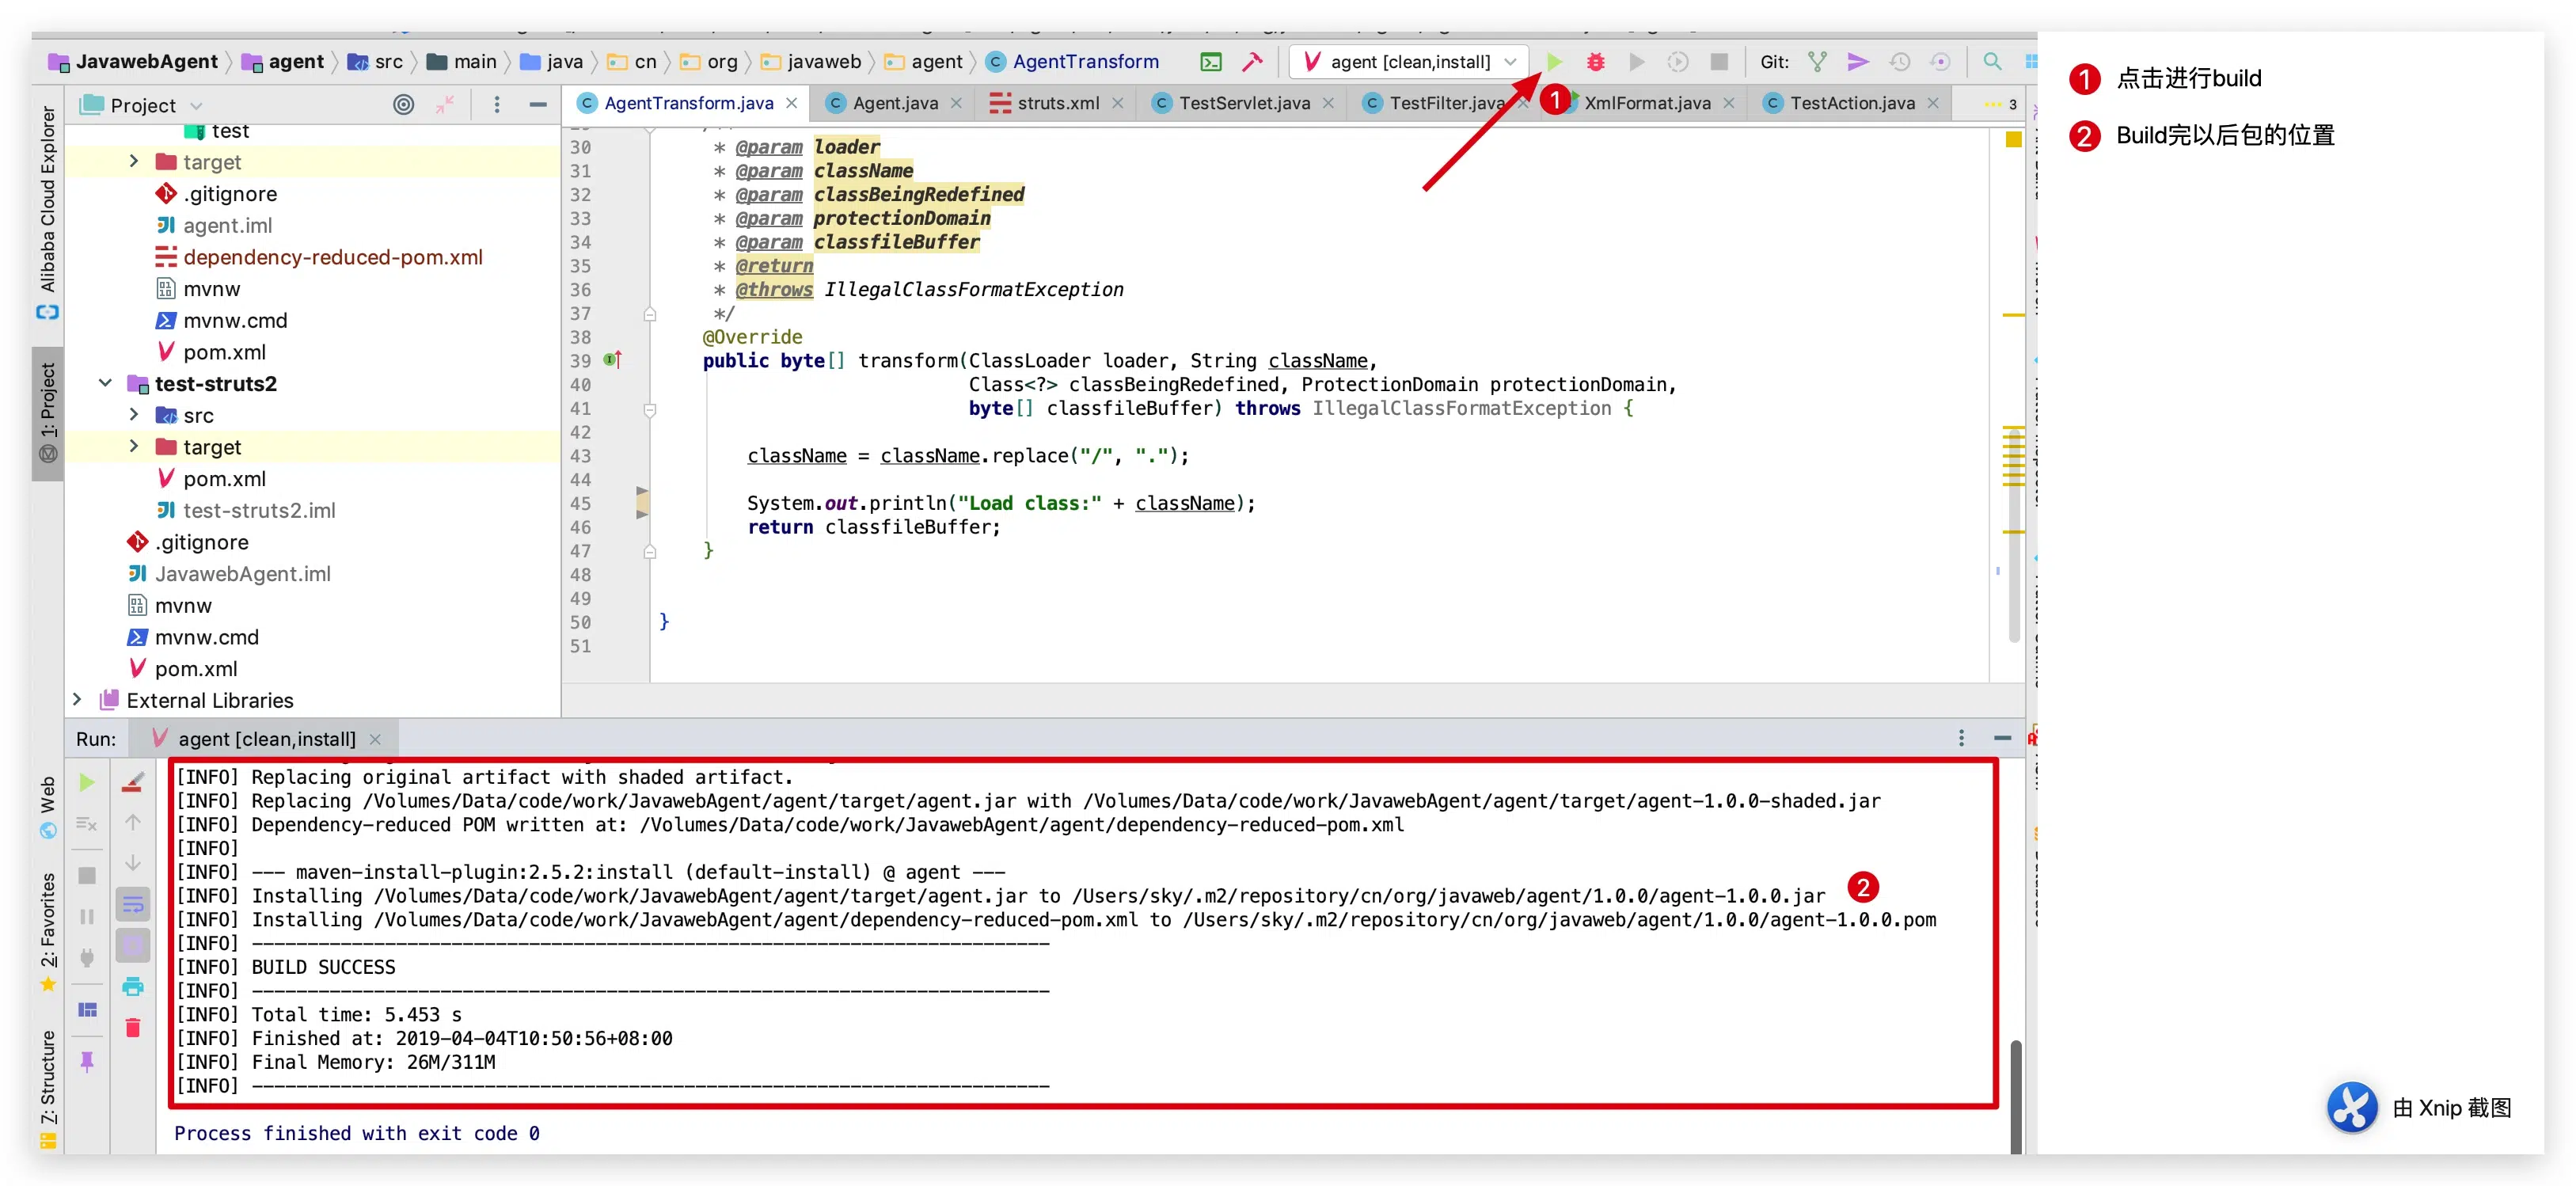 JavawebAgent agent src main java cn org javaweb agent AgentTransform agent [clean,install] Git:
Project
AgentTransform.java Agent.java struts.xml TestServlet.java TestFilter.java XmlFormat.java TestAction.java 3
1
Alibaba Cloud Explorer
1: Project
Web
2: Favorites
7: Structure
test
target
.gitignore
agent.iml
dependency-reduced-pom.xml
mvnw
mvnw.cmd
pom.xml
test-struts2
src
target
pom.xml
test-struts2.iml
.gitignore
JavawebAgent.iml
mvnw
mvnw.cmd
pom.xml
External Libraries
30 * @param loader
31 * @param className
32 * @param classBeingRedefined
33 * @param protectionDomain
34 * @param classfileBuffer
35 * @return
36 * @throws IllegalClassFormatException
37 */
38 @Override
39 public byte[] transform(ClassLoader loader, String className,
40 Class<?> classBeingRedefined, ProtectionDomain protectionDomain,
41 byte[] classfileBuffer) throws IllegalClassFormatException {
42
43 className = className.replace("/", ".");
44
45 System.out.println("Load class:" + className);
46 return classfileBuffer;
47 }
48
49
50 }
51
Run: agent [clean,install]
[INFO] Replacing original artifact with shaded artifact.
[INFO] Replacing /Volumes/Data/code/work/JavawebAgent/agent/target/agent.jar with /Volumes/Data/code/work/JavawebAgent/agent/target/agent-1.0.0-shaded.jar
[INFO] Dependency-reduced POM written at: /Volumes/Data/code/work/JavawebAgent/agent/dependency-reduced-pom.xml
[INFO]
[INFO] --- maven-install-plugin:2.5.2:install (default-install) @ agent ---
[INFO] Installing /Volumes/Data/code/work/JavawebAgent/agent/target/agent.jar to /Users/sky/.m2/repository/cn/org/javaweb/agent/1.0.0/agent-1.0.0.jar 2
[INFO] Installing /Volumes/Data/code/work/JavawebAgent/agent/dependency-reduced-pom.xml to /Users/sky/.m2/repository/cn/org/javaweb/agent/1.0.0/agent-1.0.0.pom
[INFO] ------------------------------------------------------------------------
[INFO] BUILD SUCCESS
[INFO] ------------------------------------------------------------------------
[INFO] Total time: 5.453 s
[INFO] Finished at: 2019-04-04T10:50:56+08:00
[INFO] Final Memory: 26M/311M
[INFO] ------------------------------------------------------------------------
Process finished with exit code 0
1 点击进行build
2 Build完以后包的位置
由 Xnip 截图